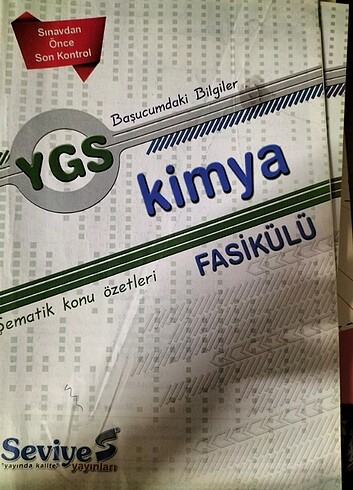 Sınavdan
Önce
Son Kontrol
Başucumdaki Bilgiler
YGS
kimya
FASİKÜLÜ
Şematik konu özetleri
Seviye
"yayında kalite" yayınları